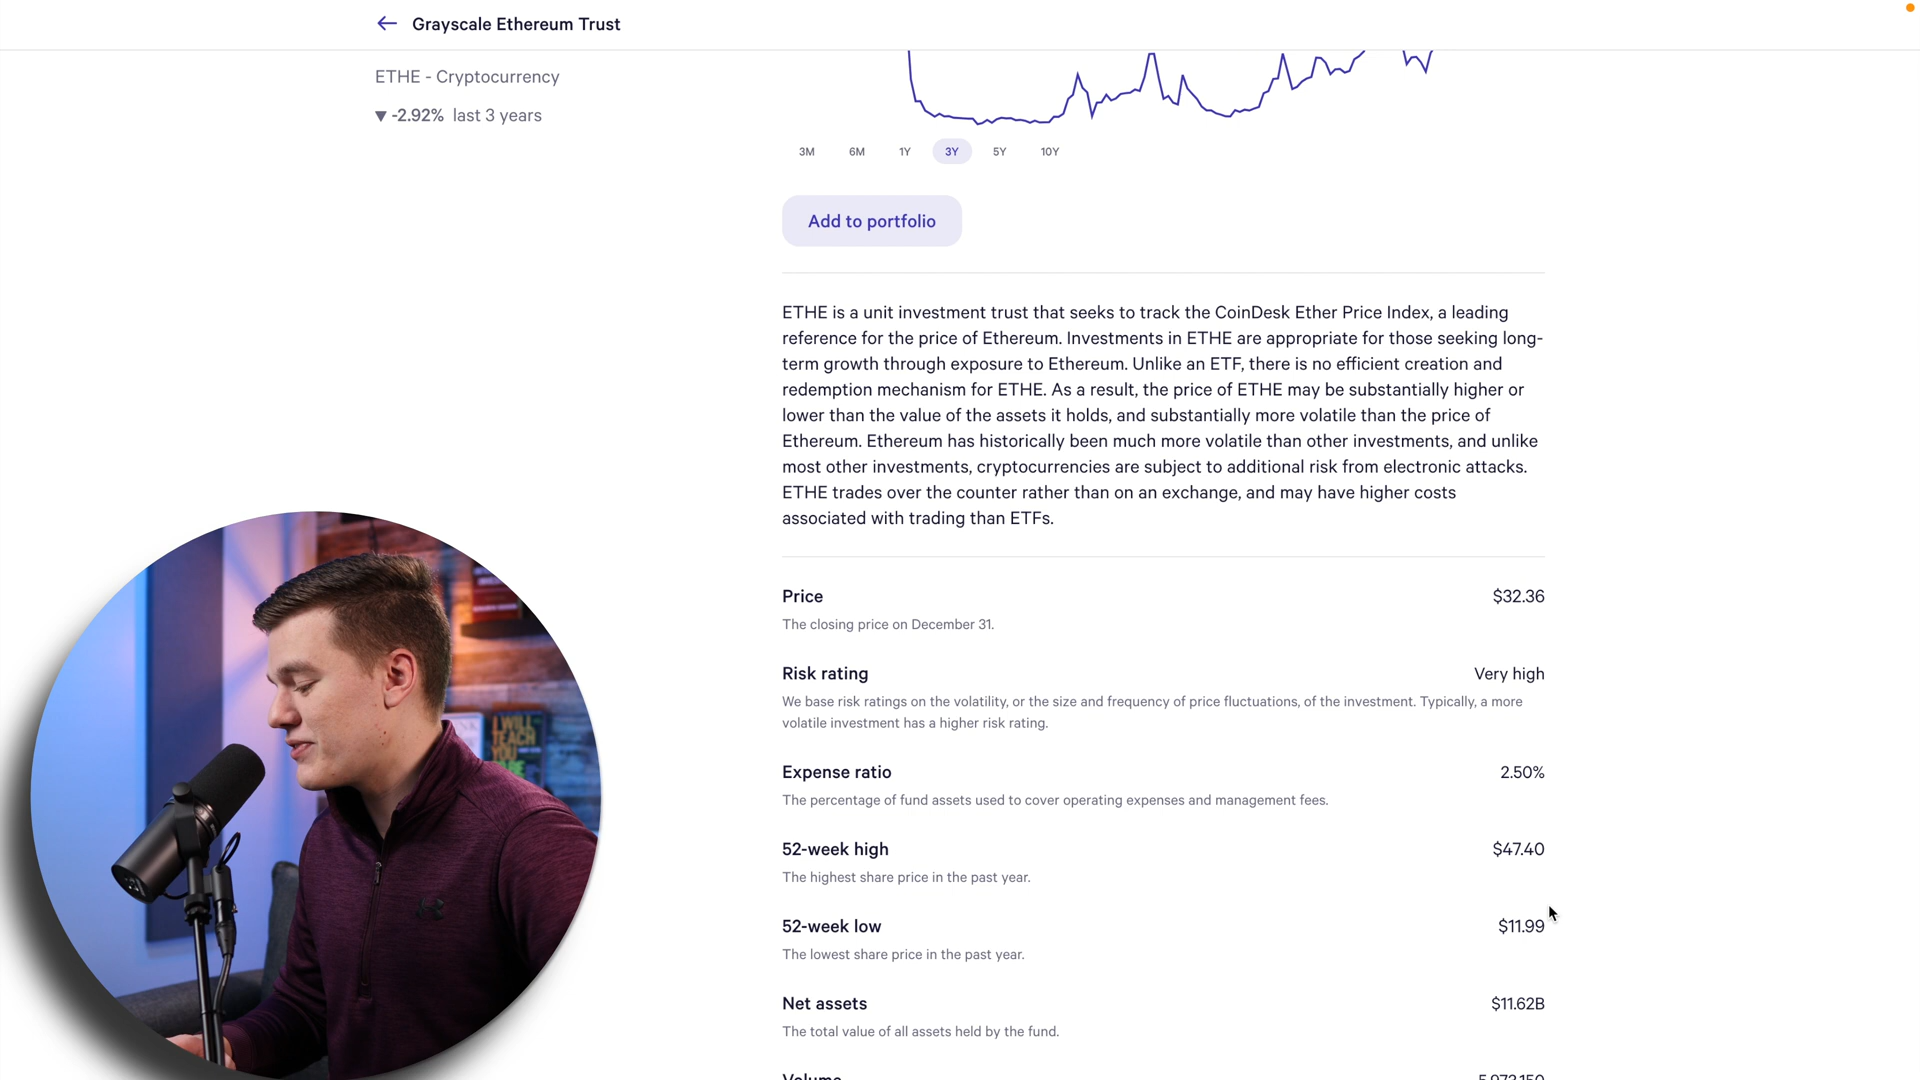 Grayscale Ethereum Trust
ETHE - Cryptocurrency
▼ -2.92% last 3 years
3M 6M 1Y 3Y 5Y 10Y
Add to portfolio
ETHE is a unit investment trust that seeks to track the CoinDesk Ether Price Index, a leading
reference for the price of Ethereum. Investments in ETHE are appropriate for those seeking long-
term growth through exposure to Ethereum. Unlike an ETF, there is no efficient creation and
redemption mechanism for ETHE. As a result, the price of ETHE may be substantially higher or
lower than the value of the assets it holds, and substantially more volatile than the price of
Ethereum. Ethereum has historically been much more volatile than other investments, and unlike
most other investments, cryptocurrencies are subject to additional risk from electronic attacks.
ETHE trades over the counter rather than on an exchange, and may have higher costs
associated with trading than ETFs.
Price $32.36
The closing price on December 31.
Risk rating Very high
We base risk ratings on the volatility, or the size and frequency of price fluctuations, of the investment. Typically, a more
volatile investment has a higher risk rating.
Expense ratio 2.50%
The percentage of fund assets used to cover operating expenses and management fees.
52-week high $47.40
The highest share price in the past year.
52-week low $11.99
The lowest share price in the past year.
Net assets $11.62B
The total value of all assets held by the fund.
Volume 5,973,150
I WILL
TEACH
YOU